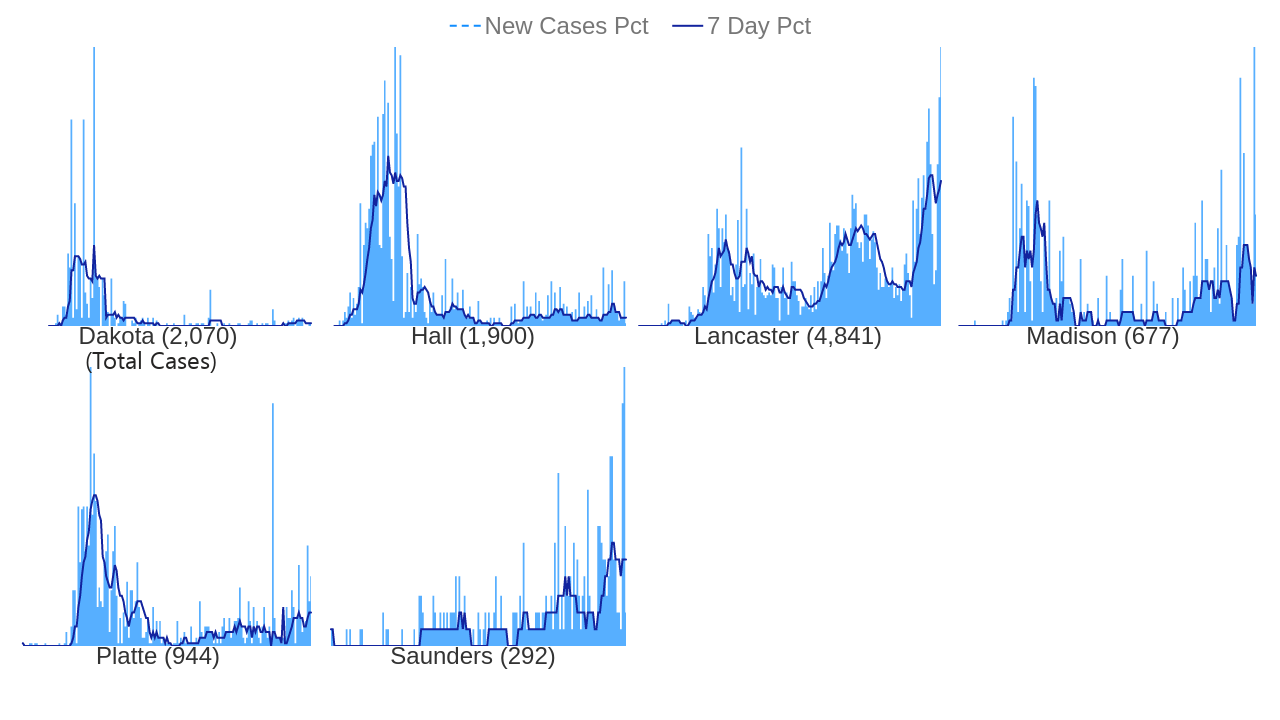 New Cases Pct 7 Day Pct
Dakota (2,070) Hall (1,900) Lancaster (4,841) Madison (677)
(Total Cases)
Platte (944) Saunders (292)